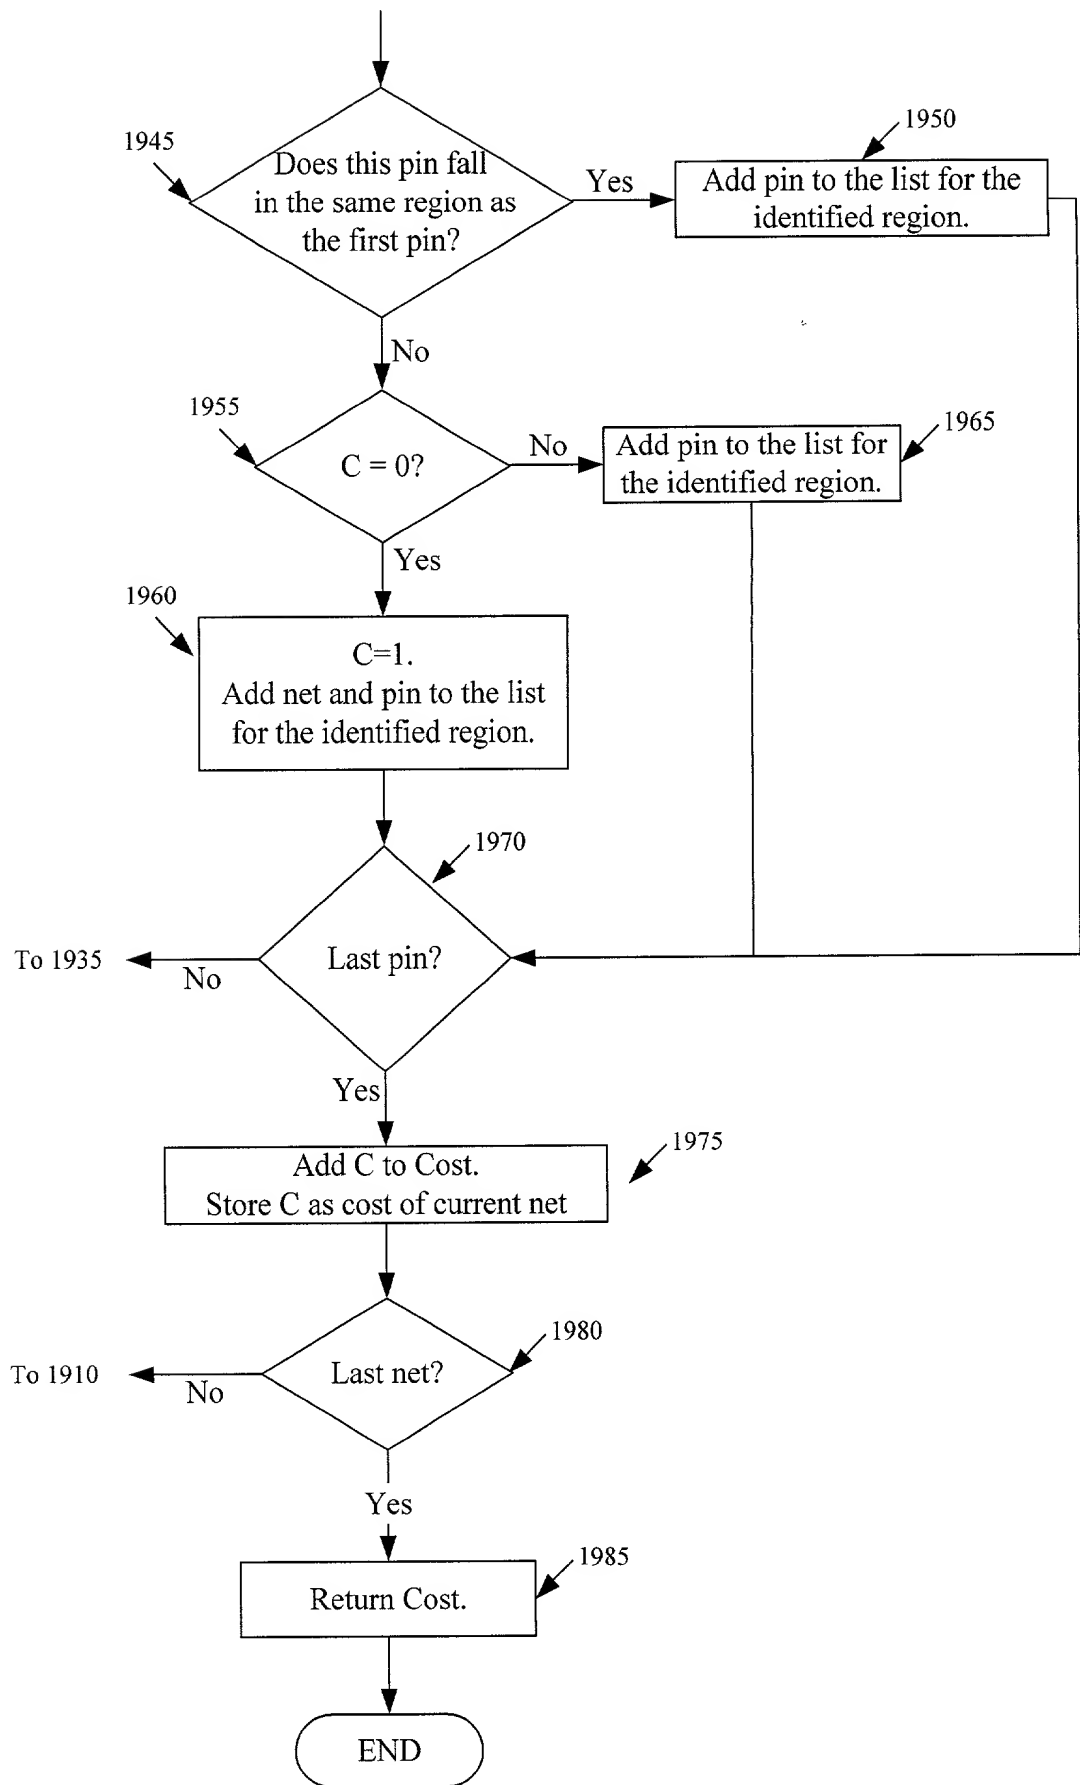 1945
Does this pin fall
in the same region as
the first pin?
Yes
1950
Add pin to the list for the
identified region.
No
1955
C = 0?
No
1965
Add pin to the list for
the identified region.
Yes
1960
C=1.
Add net and pin to the list
for the identified region.
1970
Last pin?
To 1935
No
Yes
1975
Add C to Cost.
Store C as cost of current net
1980
Last net?
To 1910
No
Yes
1985
Return Cost.
END